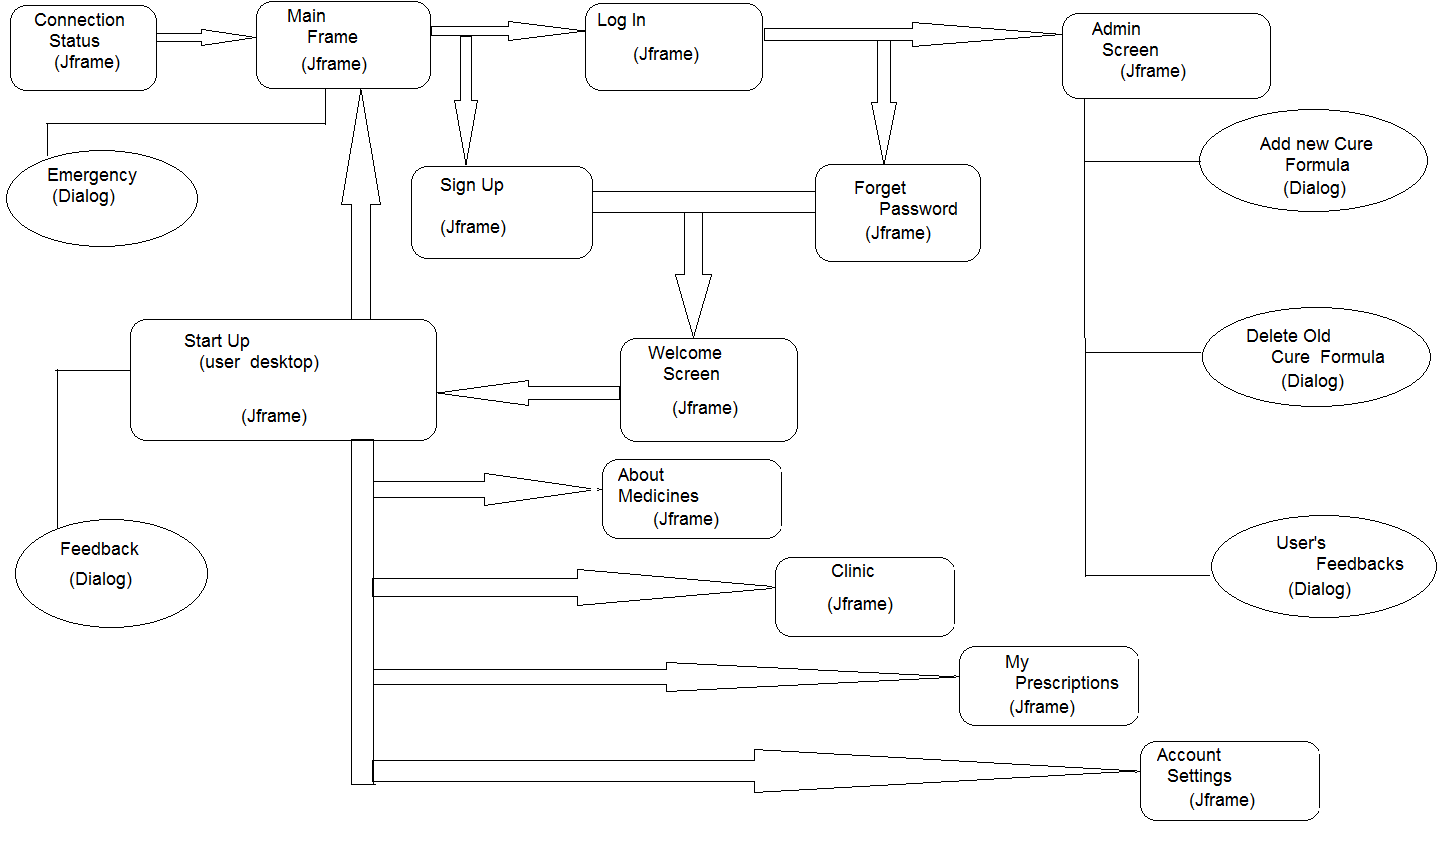 Connection
Status
(Jframe)
Main
Frame
(Jframe)
Log In
(Jframe)
Admin
Screen
(Jframe)
Emergency
(Dialog)
Sign Up
(Jframe)
Forget
Password
(Jframe)
Add new Cure
Formula
(Dialog)
Start Up
(user desktop)
(Jframe)
Welcome
Screen
(Jframe)
Delete Old
Cure Formula
(Dialog)
About
Medicines
(Jframe)
Feedback
(Dialog)
Clinic
(Jframe)
User's
Feedbacks
(Dialog)
My
Prescriptions
(Jframe)
Account
Settings
(Jframe)